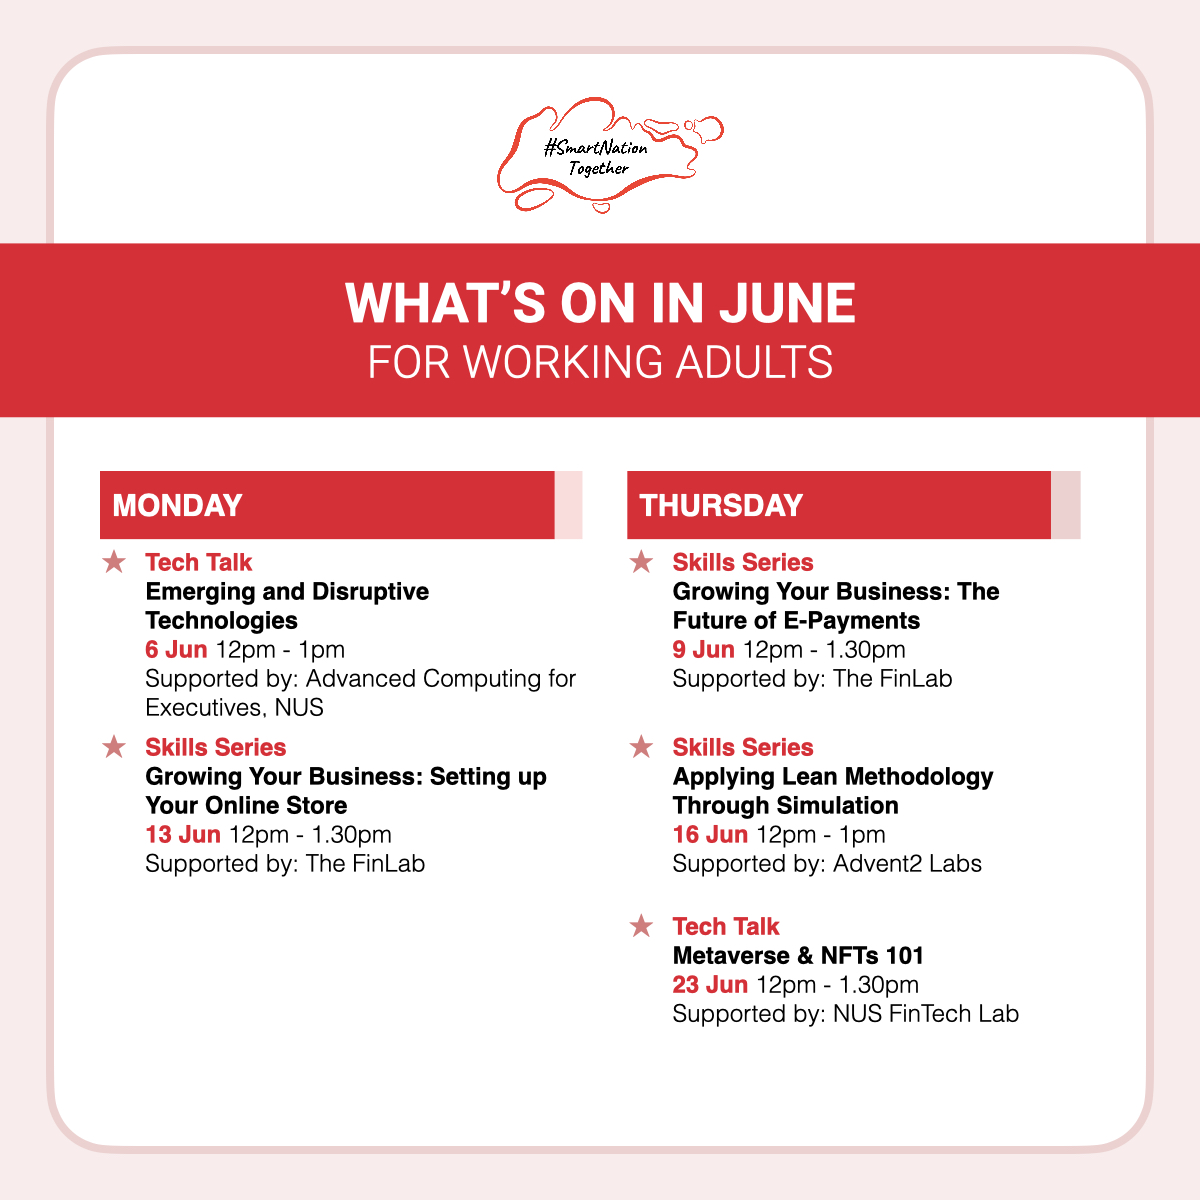 #SmartNation
Together
WHAT'S ON IN JUNE
FOR WORKING ADULTS
MONDAY
Tech Talk
Emerging and Disruptive
Technologies
6 Jun 12pm - 1pm
Supported by: Advanced Computing for
Executives, NUS
Skills Series
Growing Your Business: Setting up
Your Online Store
13 Jun 12pm - 1.30pm
Supported by: The FinLab
THURSDAY
Skills Series
Growing Your Business: The
Future of E-Payments
9 Jun 12pm - 1.30pm
Supported by: The FinLab
Skills Series
Applying Lean Methodology
Through Simulation
16 Jun 12pm - 1pm
Supported by: Advent2 Labs
Tech Talk
Metaverse & NFTs 101
23 Jun 12pm - 1.30pm
Supported by: NUS FinTech Lab